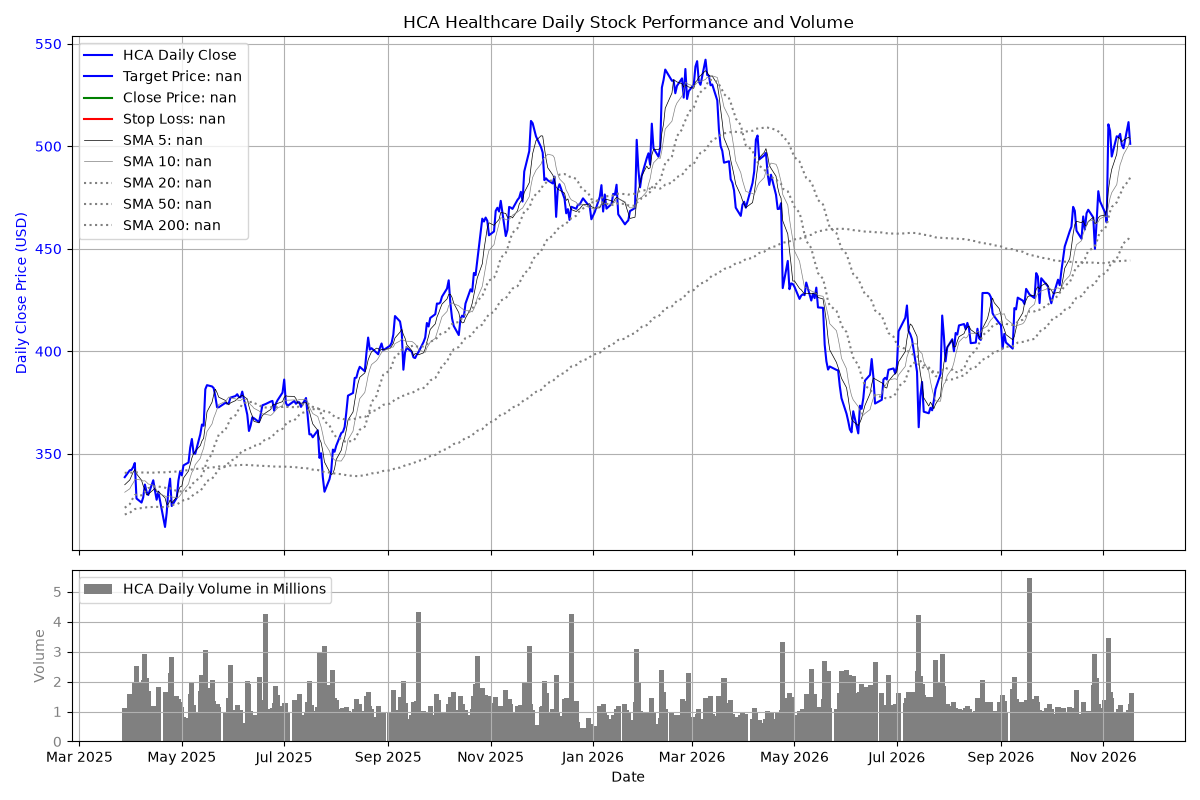 HCA Healthcare Daily Stock Performance and Volume
HCA Daily Close
Target Price: nan
Close Price: nan
Stop Loss: nan
SMA 5: nan
SMA 10: nan
SMA 20: nan
SMA 50: nan
SMA 200: nan
Daily Close Price (USD)
550
500
450
400
350
HCA Daily Volume in Millions
Volume
5
4
3
2
1
0
Mar 2025 May 2025 Jul 2025 Sep 2025 Nov 2025 Jan 2026 Mar 2026 May 2026 Jul 2026 Sep 2026 Nov 2026
Date